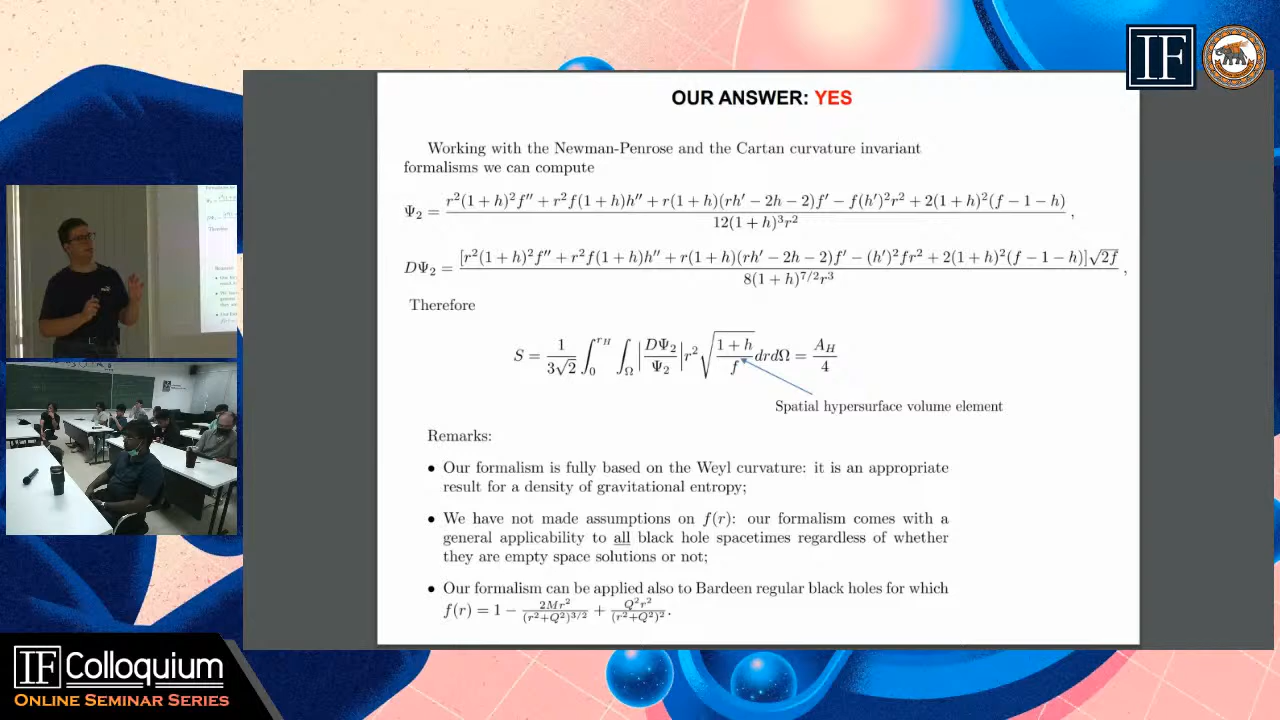 IF
OUR ANSWER: YES
Working with the Newman-Penrose and the Cartan curvature invariant
formalisms we can compute
Ψ₂ = r²(1 + h)²f′′ + r²f(1 + h)h′′ + r(1 + h)(rh′ − 2h − 2)f′ − f(h′)²r² + 2(1 + h)²(f − 1 − h) / 12(1 + h)³r² ,
DΨ₂ = [r²(1 + h)²f′′ + r²f(1 + h)h′′ + r(1 + h)(rh′ − 2h − 2)f′ − (h′)²fr² + 2(1 + h)²(f − 1 − h)]√2f / 8(1 + h)^{7/2}r³ ,
Therefore
S = 1/(3√2) ∫₀^{r_H} ∫_Ω |DΨ₂/Ψ₂| r² √((1 + h)/f) drdΩ = A_H/4
Spatial hypersurface volume element
Remarks:
• Our formalism is fully based on the Weyl curvature: it is an appropriate
result for a density of gravitational entropy;
• We have not made assumptions on f(r): our formalism comes with a
general applicability to all black hole spacetimes regardless of whether
they are empty space solutions or not;
• Our formalism can be applied also to Bardeen regular black holes for which
f(r) = 1 − 2Mr²/(r²+Q²)^{3/2} + Q²r²/(r²+Q²)².
IF Colloquium
ONLINE SEMINAR SERIES